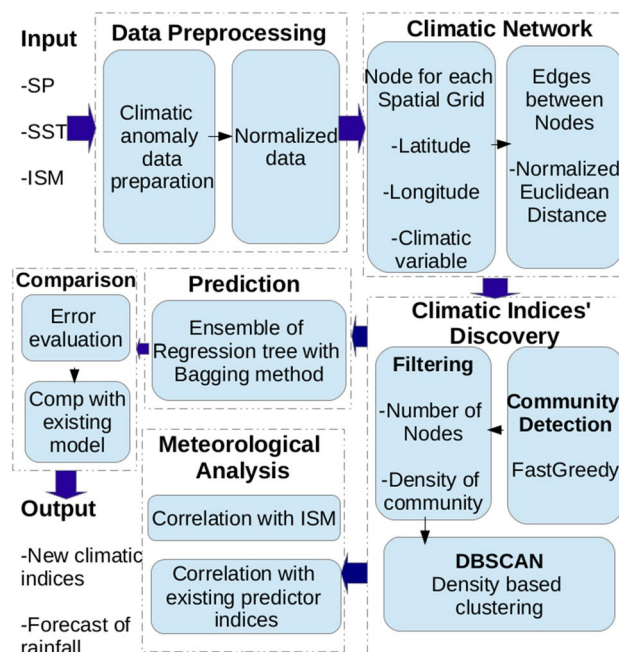 Input
-SP
-SST
-ISM
Data Preprocessing
Climatic
anomaly
data
preparation
Normalized
data
Climatic Network
Node for each
Spatial Grid
-Latitude
-Longitude
-Climatic
variable
Edges
between
Nodes
-Normalized
Euclidean
Distance
Climatic Indices'
Discovery
Community
Detection
FastGreedy
Filtering
-Number of
Nodes
-Density of
community
DBSCAN
Density based
clustering
Prediction
Ensemble of
Regression tree with
Bagging method
Comparison
Error
evaluation
Comp with
existing
model
Meteorological
Analysis
Correlation with ISM
Correlation with
existing predictor
indices
Output
-New climatic
indices
-Forecast of
rainfall